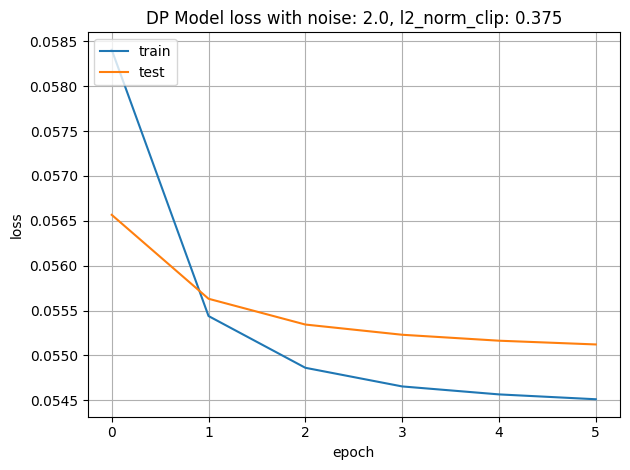 DP Model loss with noise: 2.0, l2_norm_clip: 0.375
train
test
0.0585
0.0580
0.0575
0.0570
0.0565
0.0560
0.0555
0.0550
0.0545
loss
0 1 2 3 4 5
epoch